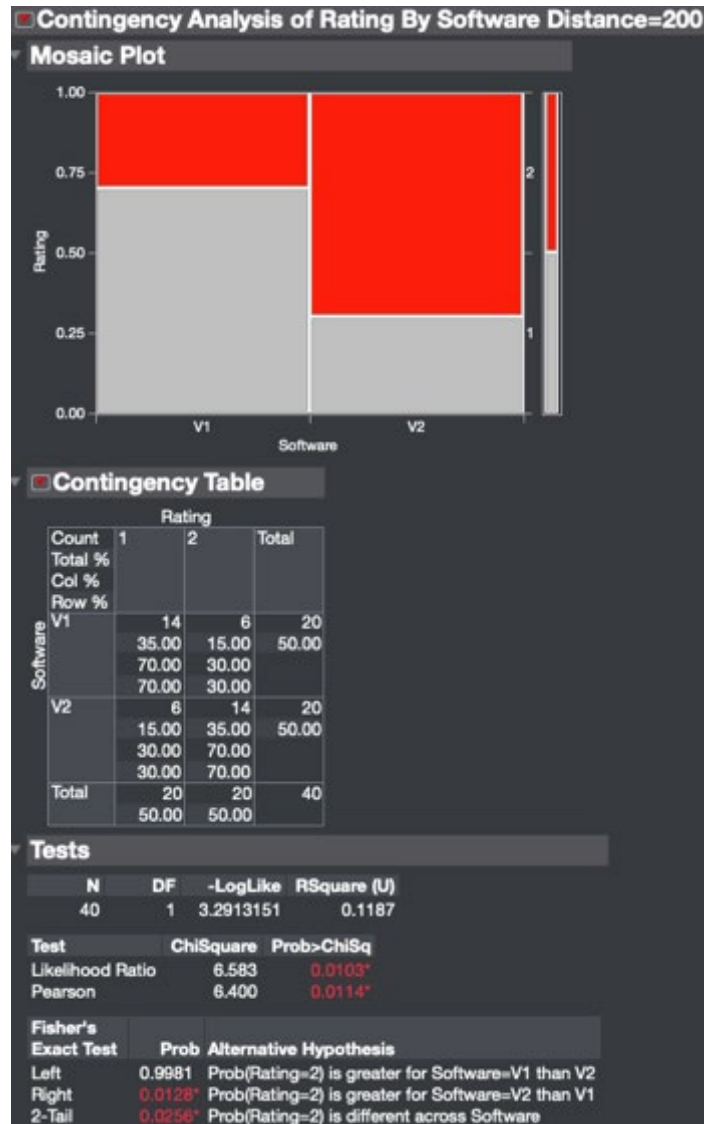 Contingency Analysis of Rating By Software Distance=200
Mosaic Plot
1.00
0.75
0.50
0.25
0.00
Rating
2
1
V1 V2
Software
Contingency Table
Rating
Count 1 2 Total
Total %
Col %
Row %
Software
V1 14 6 20
35.00 15.00 50.00
70.00 30.00
70.00 30.00
V2 6 14 20
15.00 35.00 50.00
30.00 70.00
30.00 70.00
Total 20 20 40
50.00 50.00
Tests
N DF -LogLike RSquare (U)
40 1 3.2913151 0.1187
Test ChiSquare Prob>ChiSq
Likelihood Ratio 6.583 0.0103*
Pearson 6.400 0.0114*
Fisher's
Exact Test Prob Alternative Hypothesis
Left 0.9981 Prob(Rating=2) is greater for Software=V1 than V2
Right 0.0128* Prob(Rating=2) is greater for Software=V2 than V1
2-Tail 0.0256* Prob(Rating=2) is different across Software